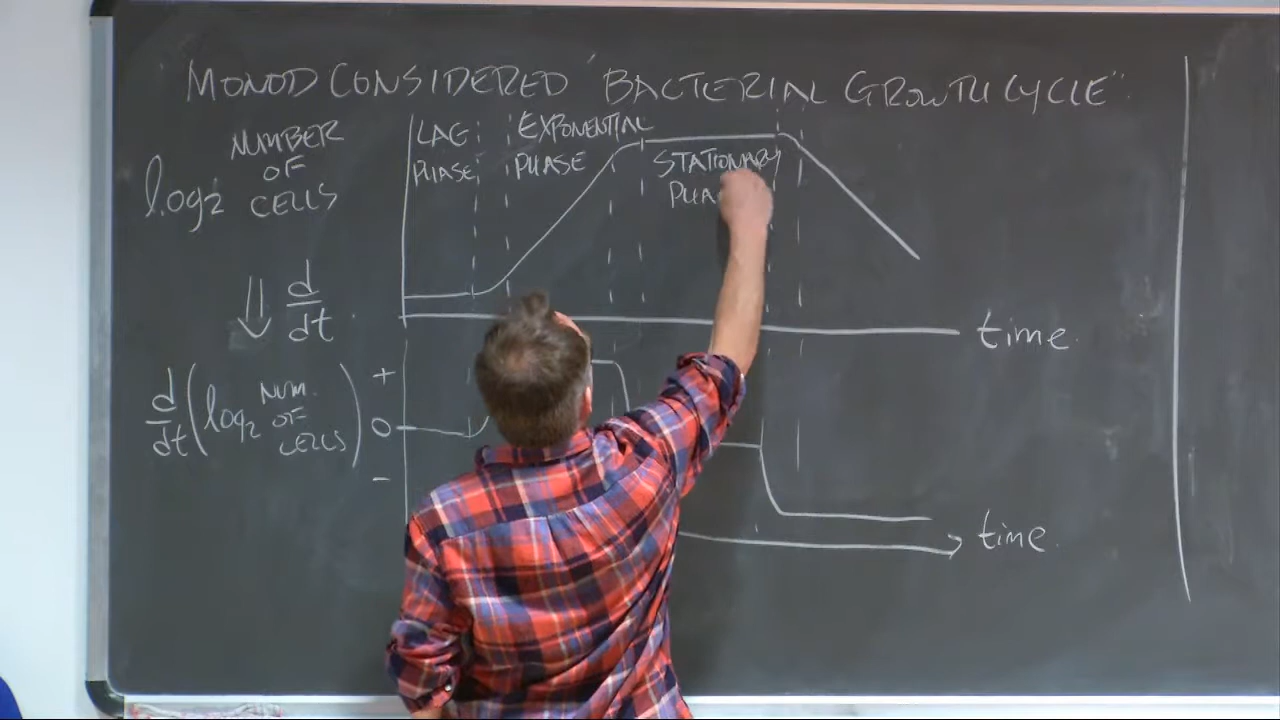 MONOD CONSIDERED "BACTERIAL GROWTH CYCLE"
log₂ NUMBER
OF
CELLS
LAG
PHASE
EXPONENTIAL
PHASE
STATIONARY
time
⇓ d/dt
d/dt (log₂ NUM.
OF
CELLS)
+
0
-
time